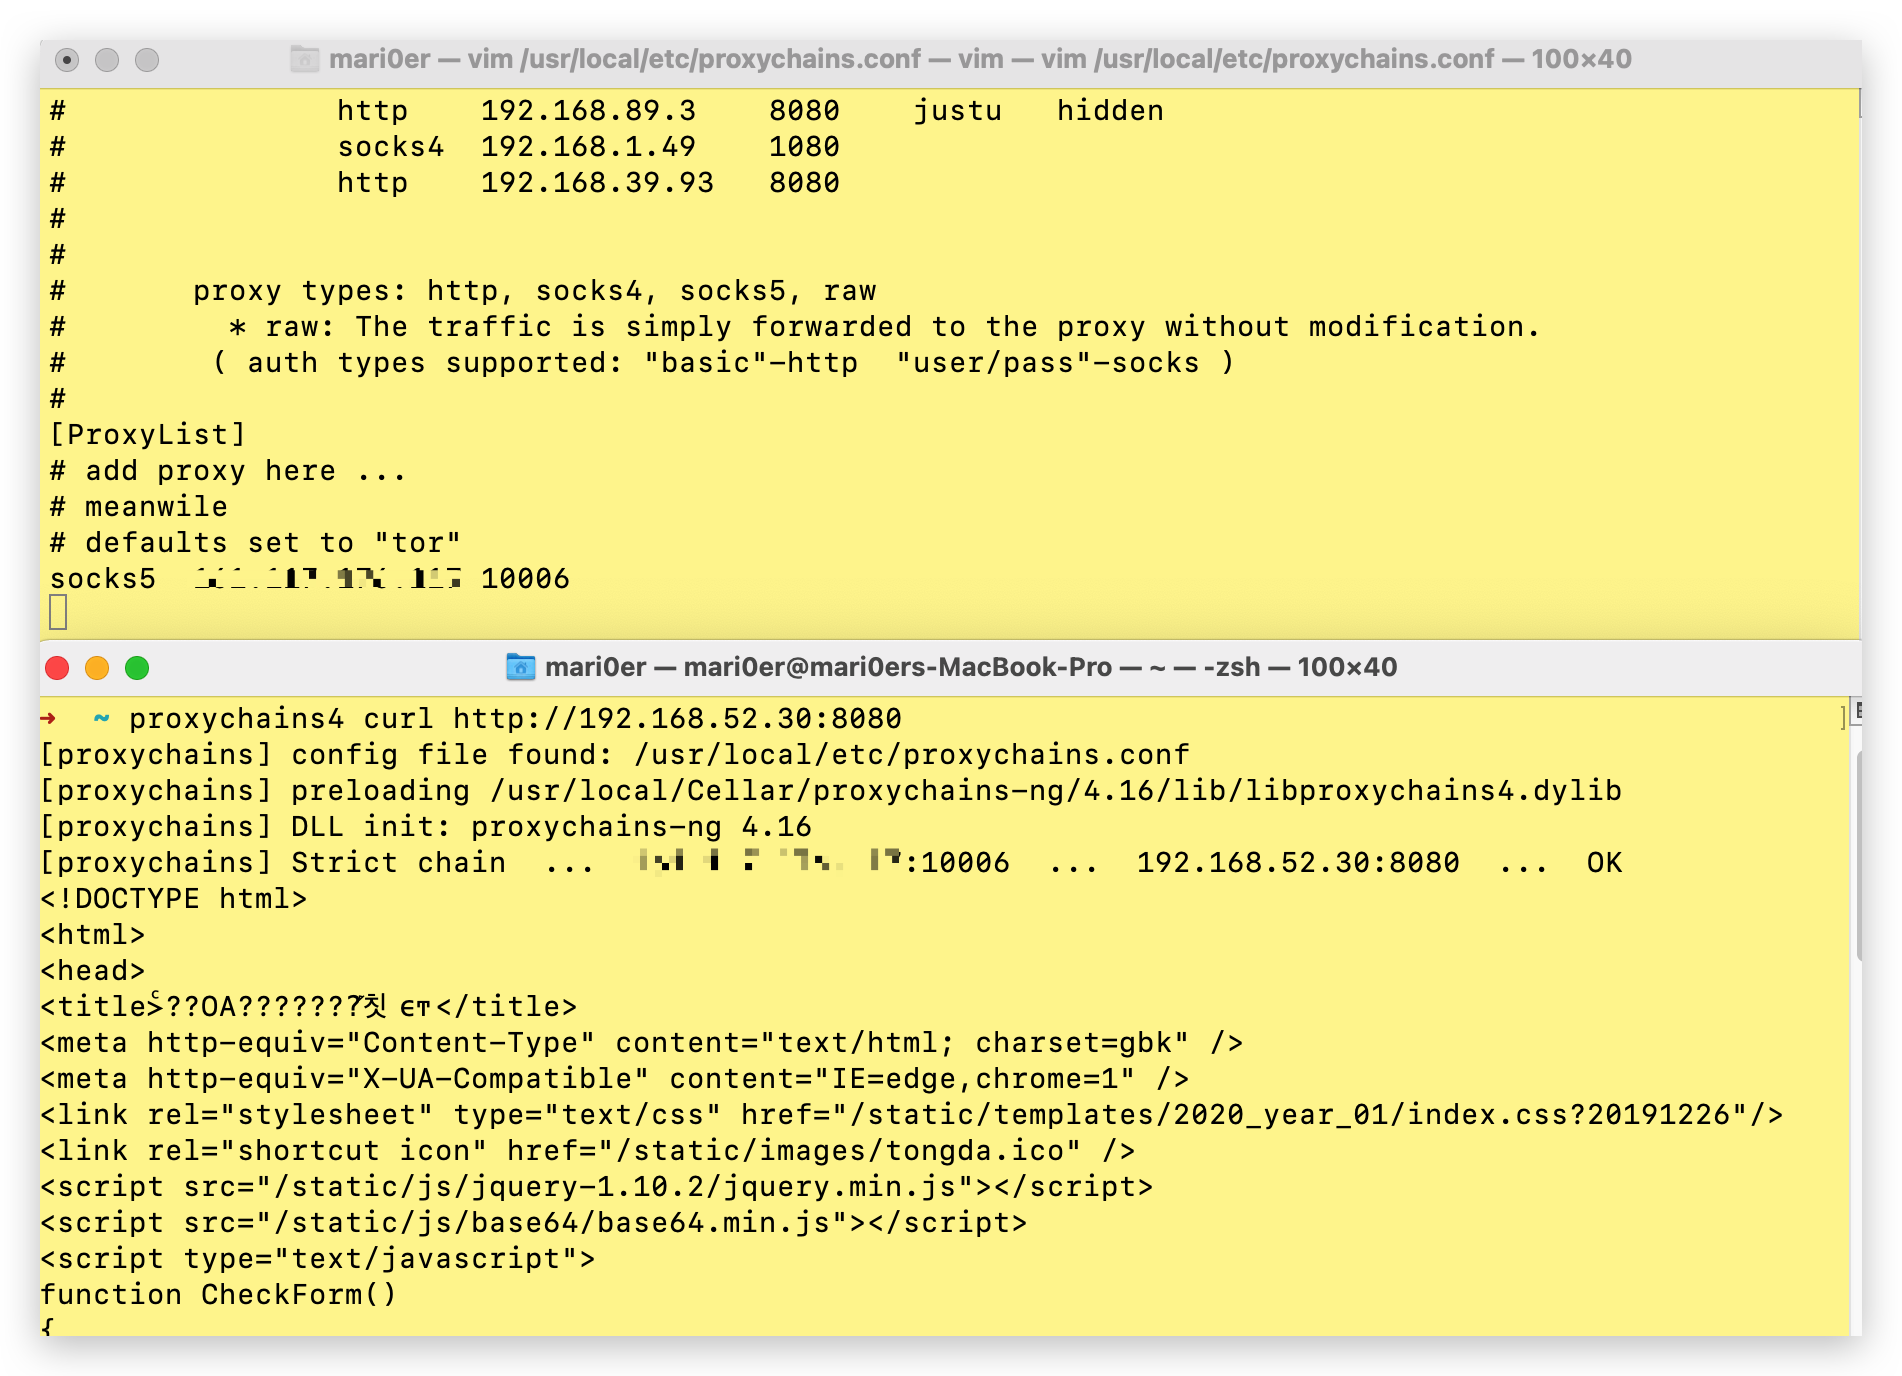 mari0er — vim /usr/local/etc/proxychains.conf — vim — vim /usr/local/etc/proxychains.conf — 100×40
# http 192.168.89.3 8080 justu hidden
# socks4 192.168.1.49 1080
# http 192.168.39.93 8080
#
#
# proxy types: http, socks4, socks5, raw
# * raw: The traffic is simply forwarded to the proxy without modification.
# ( auth types supported: "basic"-http "user/pass"-socks )
#
[ProxyList]
# add proxy here ...
# meanwile
# defaults set to "tor"
socks5 10006
mari0er — mari0er@mari0ers-MacBook-Pro — ~ — -zsh — 100×40
➜ ~ proxychains4 curl http://192.168.52.30:8080
[proxychains] config file found: /usr/local/etc/proxychains.conf
[proxychains] preloading /usr/local/Cellar/proxychains-ng/4.16/lib/libproxychains4.dylib
[proxychains] DLL init: proxychains-ng 4.16
[proxychains] Strict chain ... :10006 ... 192.168.52.30:8080 ... OK
<!DOCTYPE html>
<html>
<head>
<title>??OA???????칫</title>
<meta http-equiv="Content-Type" content="text/html; charset=gbk" />
<meta http-equiv="X-UA-Compatible" content="IE=edge,chrome=1" />
<link rel="stylesheet" type="text/css" href="/static/templates/2020_year_01/index.css?20191226"/>
<link rel="shortcut icon" href="/static/images/tongda.ico" />
<script src="/static/js/jquery-1.10.2/jquery.min.js"></script>
<script src="/static/js/base64/base64.min.js"></script>
<script type="text/javascript">
function CheckForm()
{